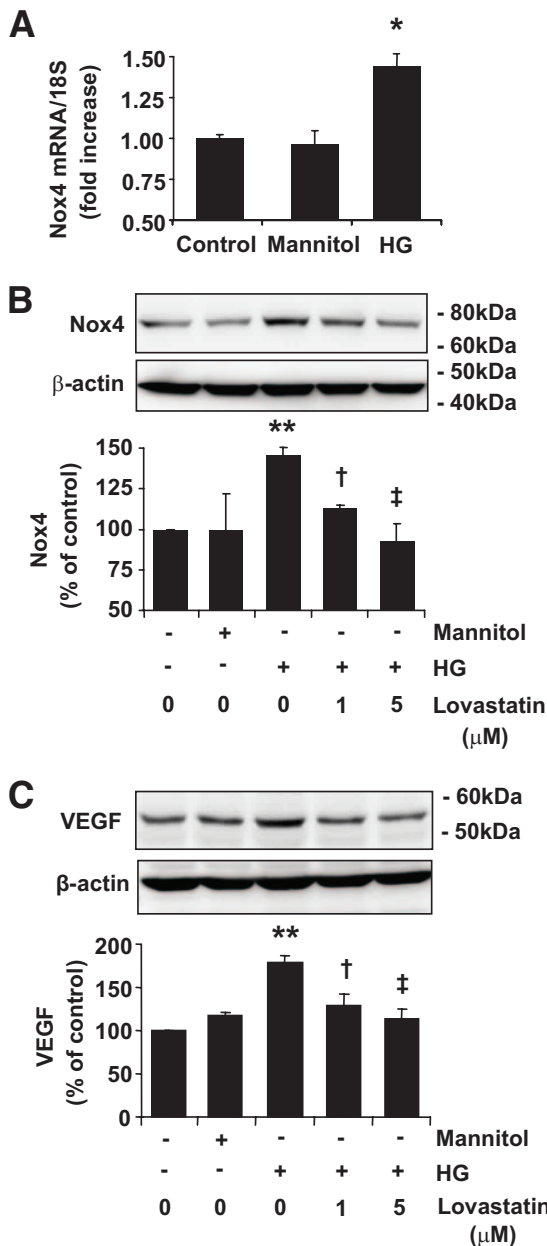 A
Nox4 mRNA/18S
(fold increase)
*
1.50
1.25
1.00
0.75
0.50
Control Mannitol HG
B
Nox4
- 80kDa
- 60kDa
β-actin
- 50kDa
- 40kDa
Nox4
(% of control)
150
125
100
75
50
** † ‡
- + - - - Mannitol
- - + + + HG
0 0 0 1 5 Lovastatin
(μM)
C
VEGF
- 60kDa
- 50kDa
β-actin
VEGF
(% of control)
200
150
100
50
0
** † ‡
- + - - - Mannitol
- - + + + HG
0 0 0 1 5 Lovastatin
(μM)